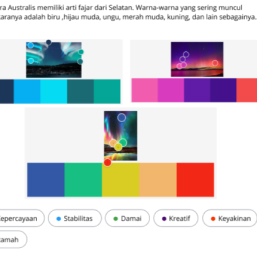 ra Australis memiliki arti fajar dari Selatan. Warna-warna yang sering muncul
aranya adalah biru ,hijau muda, ungu, merah muda, kuning, dan lain sebagainya.
epercayaan
Stabilitas
Damai
Kreatif
Keyakinan
amah